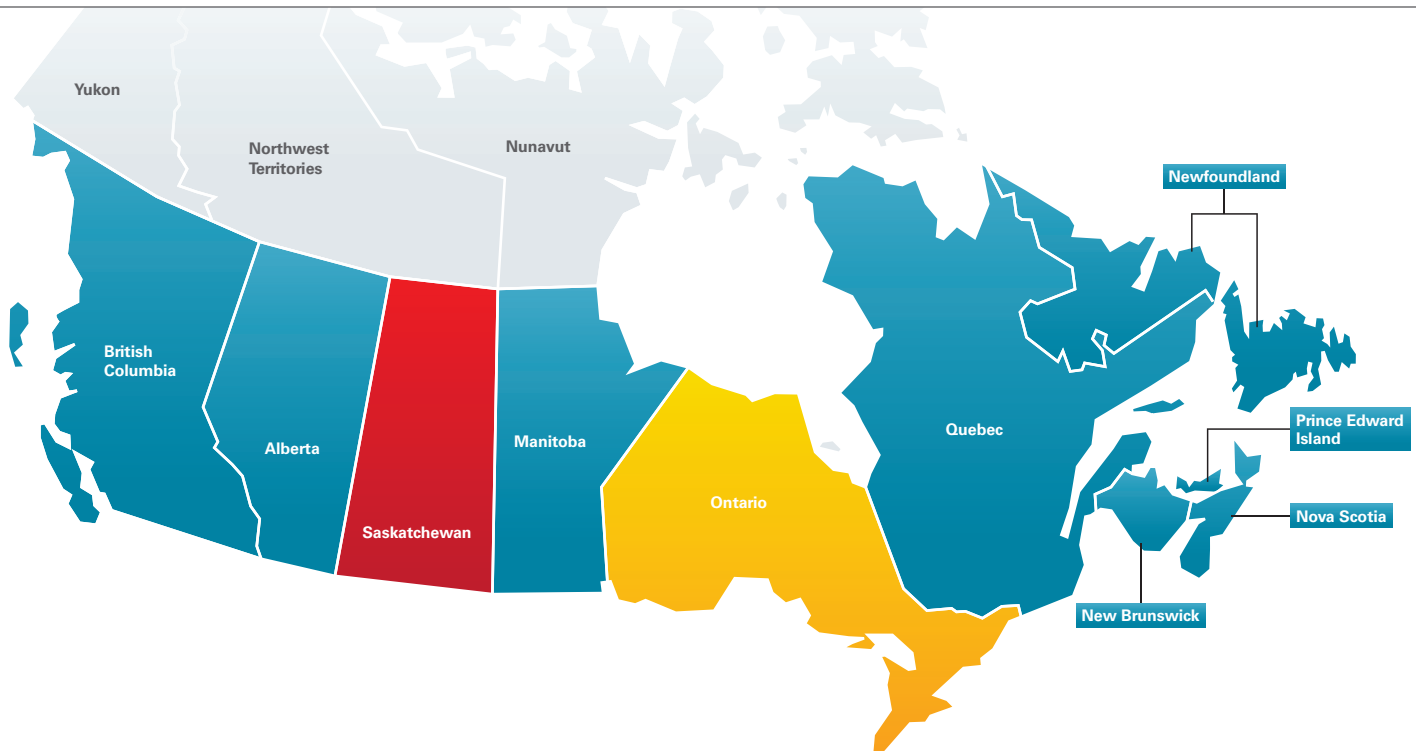 Yukon
Northwest
Territories
Nunavut
Newfoundland
British
Columbia
Alberta
Saskatchewan
Manitoba
Ontario
Quebec
Prince Edward
Island
Nova Scotia
New Brunswick